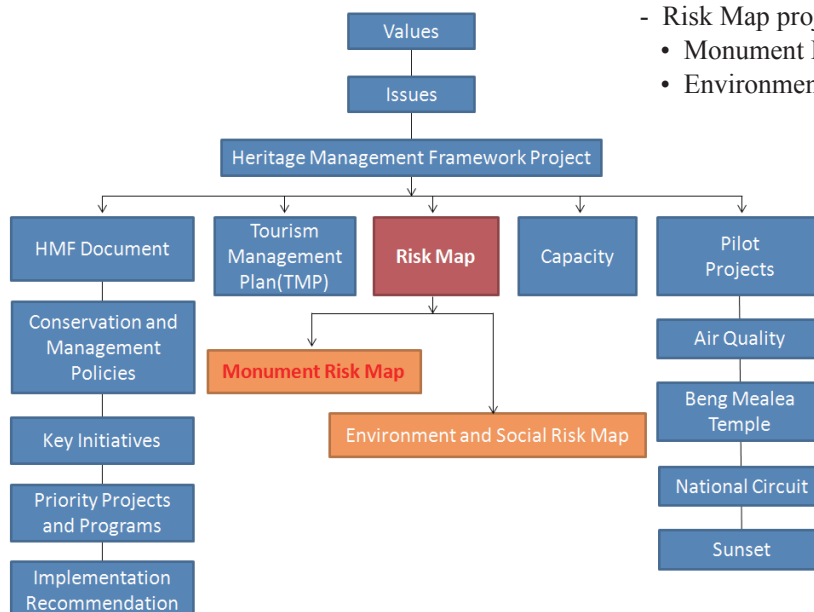 Values
- Risk Map
• Monument
• 
Issues
Heritage Management Framework Project
HMF Document
Tourism
Management
Plan(TMP)
Risk Map
Capacity
Pilot
Projects
Conservation and
Management
Policies
Key Initiatives
Priority Projects
and Programs
Implementation
Recommendation
Monument Risk Map
Environment and Social Risk Map
Air Quality
Beng Mealea
Temple
National Circuit
Sunset